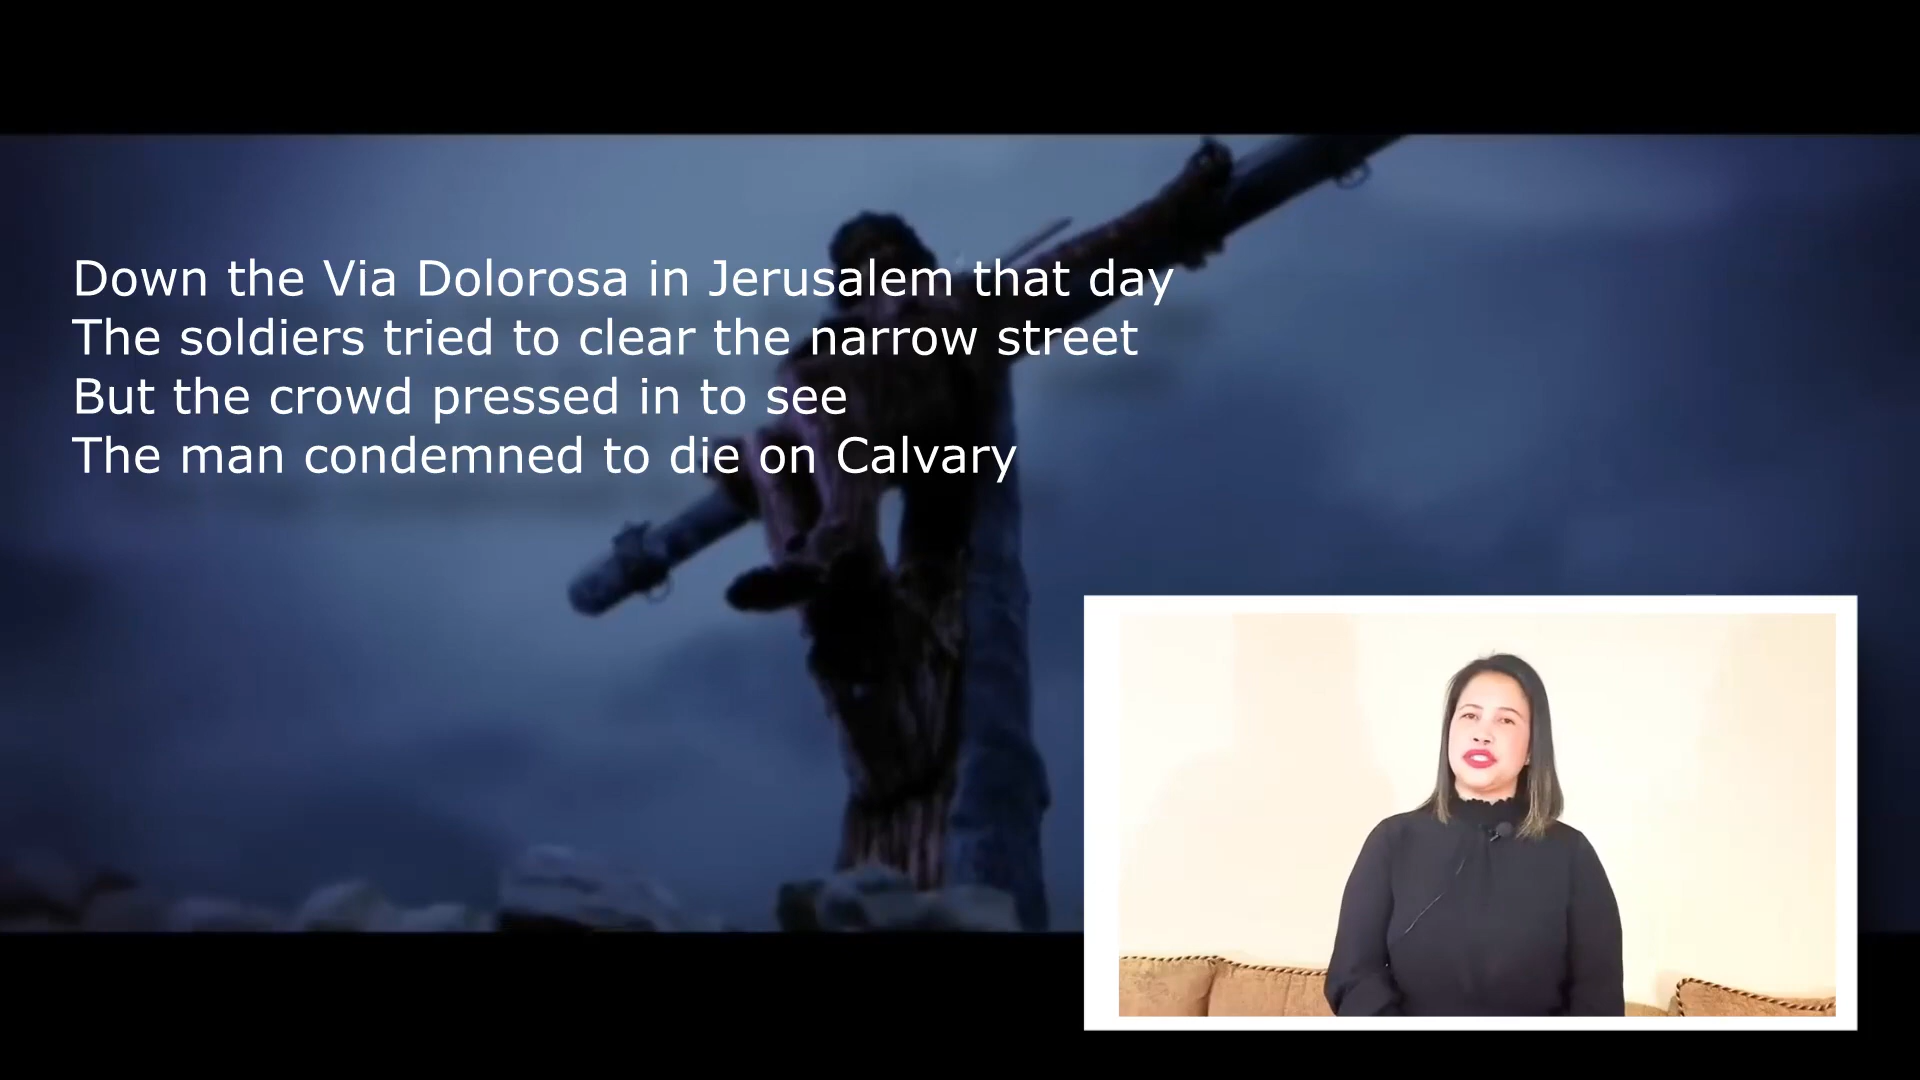 Down the Via Dolorosa in Jerusalem that day
The soldiers tried to clear the narrow street
But the crowd pressed in to see
The man condemned to die on Calvary